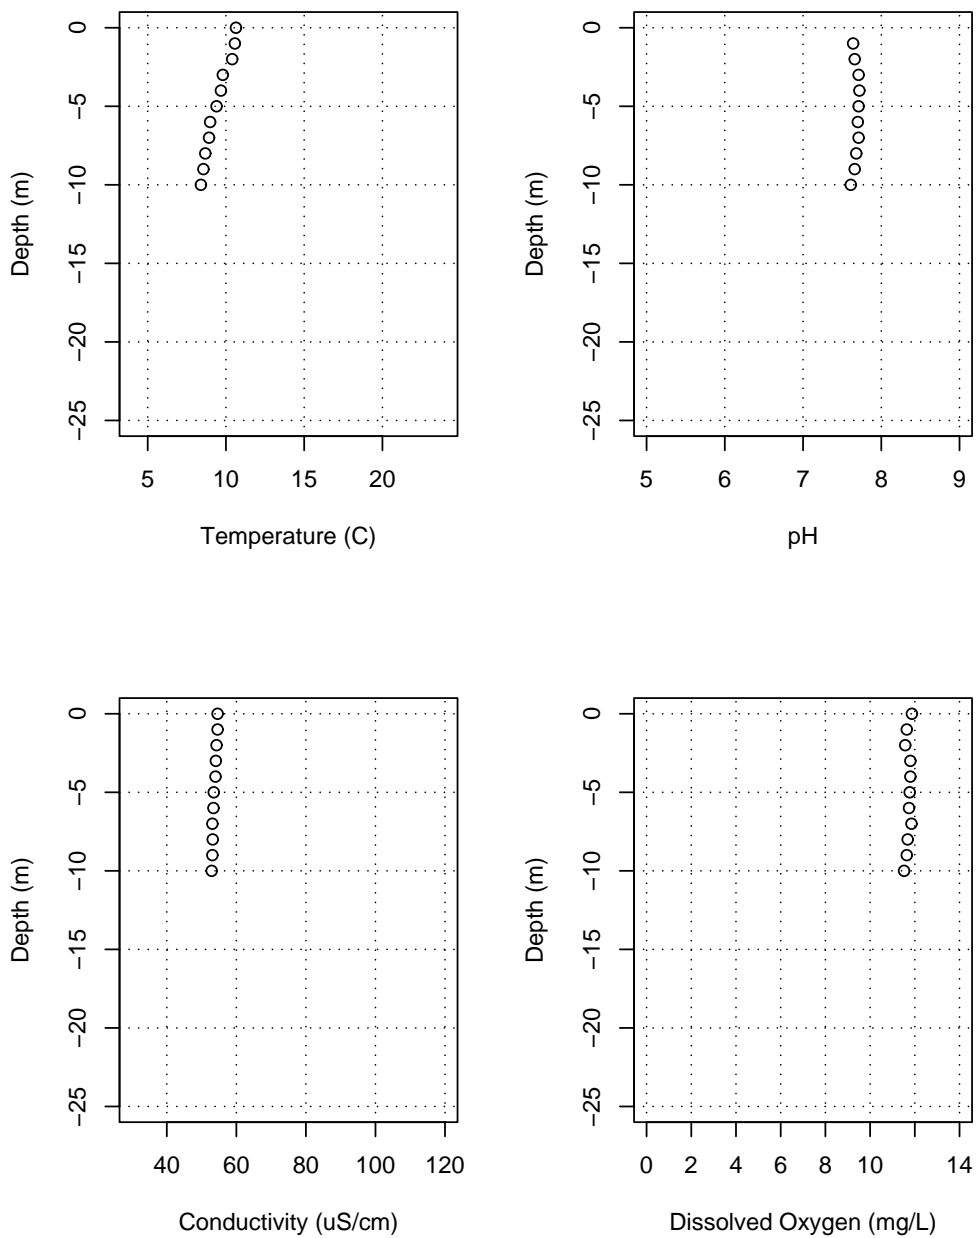 0
−5
−10
−15
−20
−25
Depth (m)
5 10 15 20
Temperature (C)
0
−5
−10
−15
−20
−25
Depth (m)
5 6 7 8 9
pH
0
−5
−10
−15
−20
−25
Depth (m)
40 60 80 100 120
Conductivity (uS/cm)
0
−5
−10
−15
−20
−25
Depth (m)
0 2 4 6 8 10 12 14
Dissolved Oxygen (mg/L)